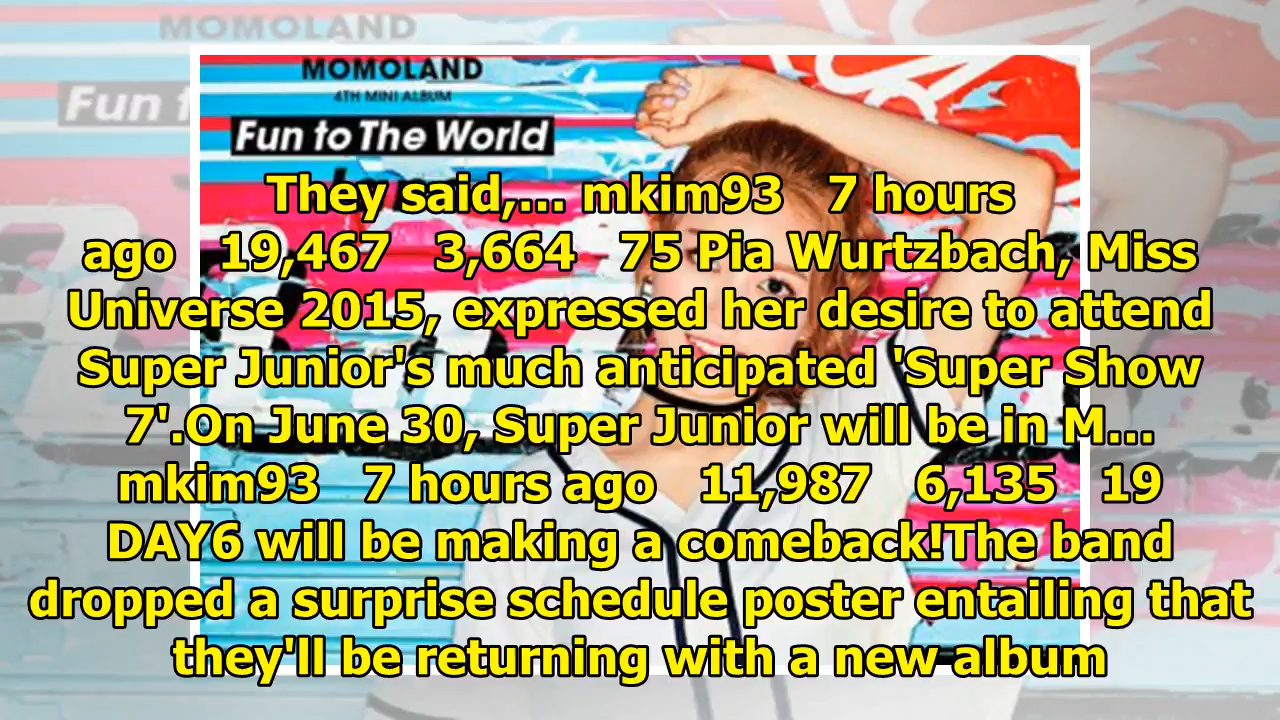 MOMOLAND
Fun t
MOMOLAND
4TH MINI ALBUM
Fun to The World
They said,... mkim93 7 hours
ago 19,467 3,664 75 Pia Wurtzbach, Miss
Universe 2015, expressed her desire to attend
Super Junior's much anticipated 'Super Show
7'.On June 30, Super Junior will be in M...
mkim93 7 hours ago 11,987 6,135 19
DAY6 will be making a comeback!The band
dropped a surprise schedule poster entailing that
they'll be returning with a new album